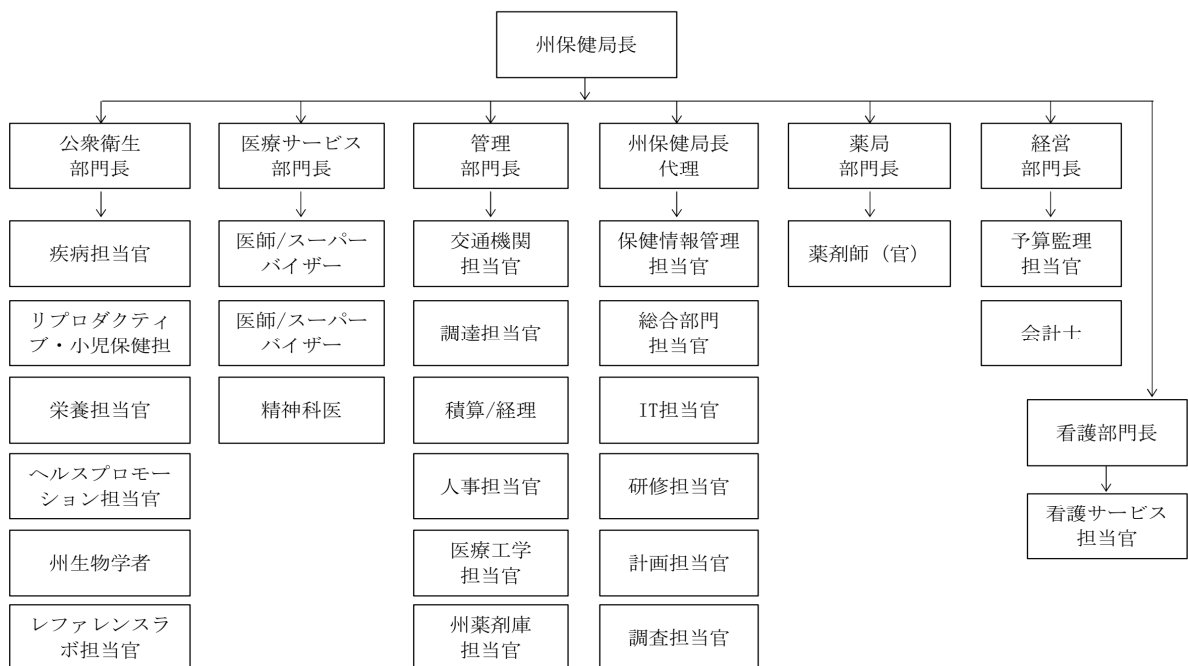 州保健局長
公衆衛生
部門長
医療サービス
部門長
管理
部門長
州保健局長
代理
薬局
部門長
経営
部門長
疾病担当官
医師/スーパー
バイザー
交通機関
担当官
保健情報管理
担当官
薬剤師（官）
予算監理
担当官
リプロダクティ
ブ・小児保健担
医師/スーパー
バイザー
調達担当官
総合部門
担当官
会計士
栄養担当官
精神科医
積算/経理
IT担当官
看護部門長
ヘルスプロモー
ション担当官
人事担当官
研修担当官
看護サービス
担当官
州生物学者
医療工学
担当官
計画担当官
レファレンスラ
ボ担当官
州薬剤庫
担当官
調査担当官